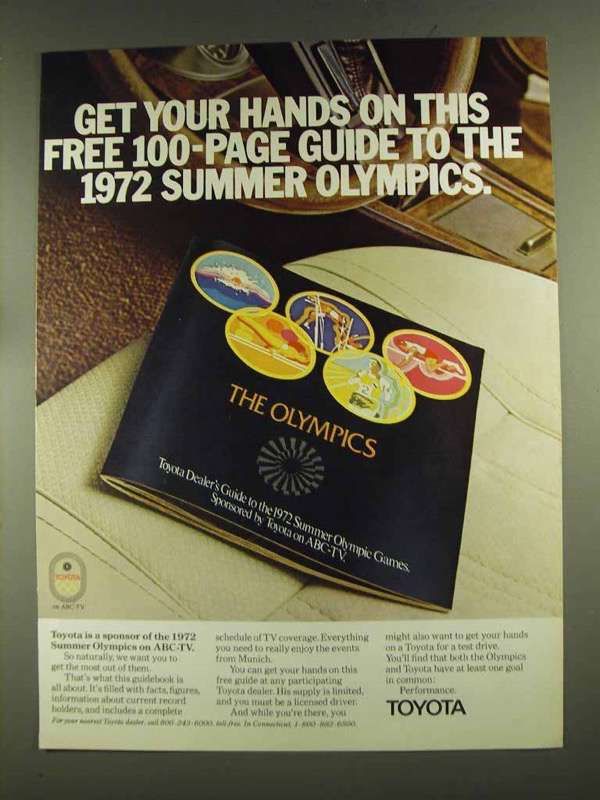 GET YOUR HANDS ON THIS
FREE 100-PAGE GUIDE TO THE
1972 SUMMER OLYMPICS.
THE OLYMPICS
Toyota Dealer's Guide to the 1972 Summer Olympic Games.
Sponsored by Toyota on ABC-TV.
TOYOTA
on ABC-TV
Toyota is a sponsor of the 1972
Summer Olympics on ABC-TV.
So naturally, we want you to
get the most out of them.
That's what this guidebook is
all about. It's filled with facts, figures,
information about current record
holders, and includes a complete
schedule of TV coverage. Everything
you need to really enjoy the events
from Munich.
You can get your hands on this
free guide at any participating
Toyota dealer. His supply is limited,
and you must be a licensed driver.
And while you're there, you
might also want to get your hands
on a Toyota for a test drive.
You'll find that both the Olympics
and Toyota have at least one goal
in common:
Performance.
TOYOTA
For your nearest Toyota dealer, call 800-243-6000, toll free. In Connecticut, 1-800-882-6500.